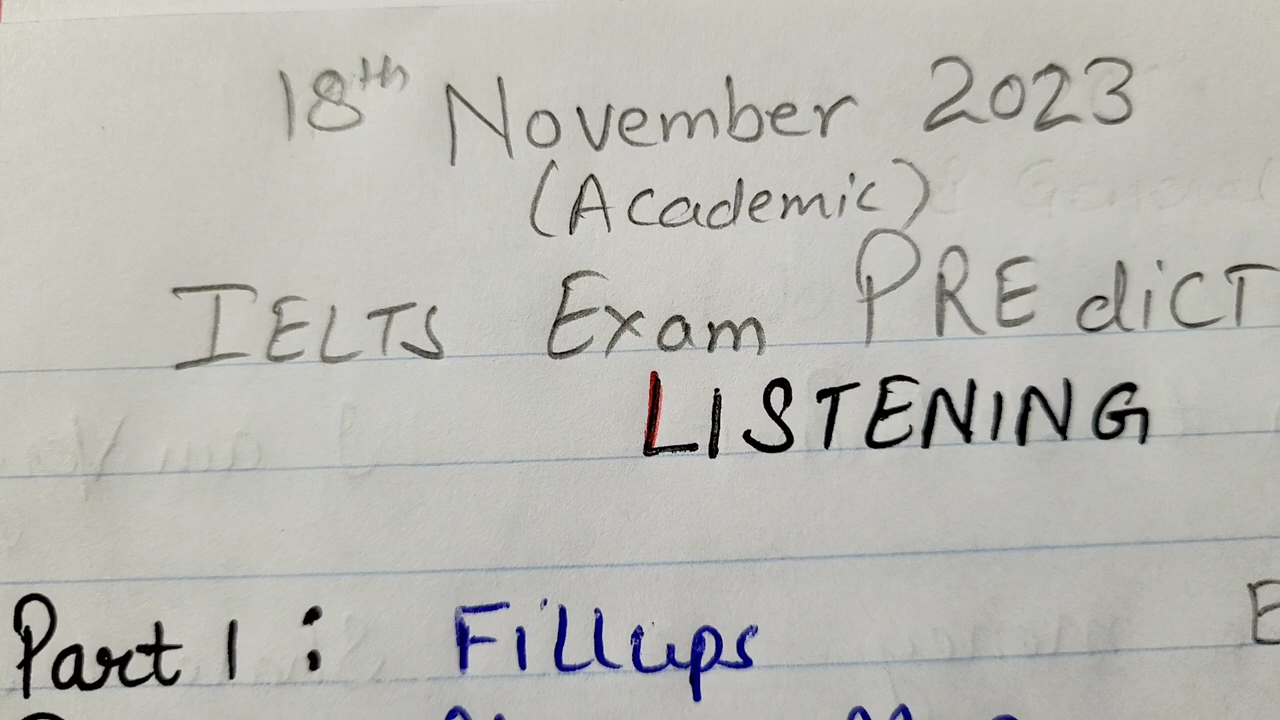 18th November 2023
(Academic)
IELTS Exam PREdiCT
LISTENING
Part 1 : Fillups